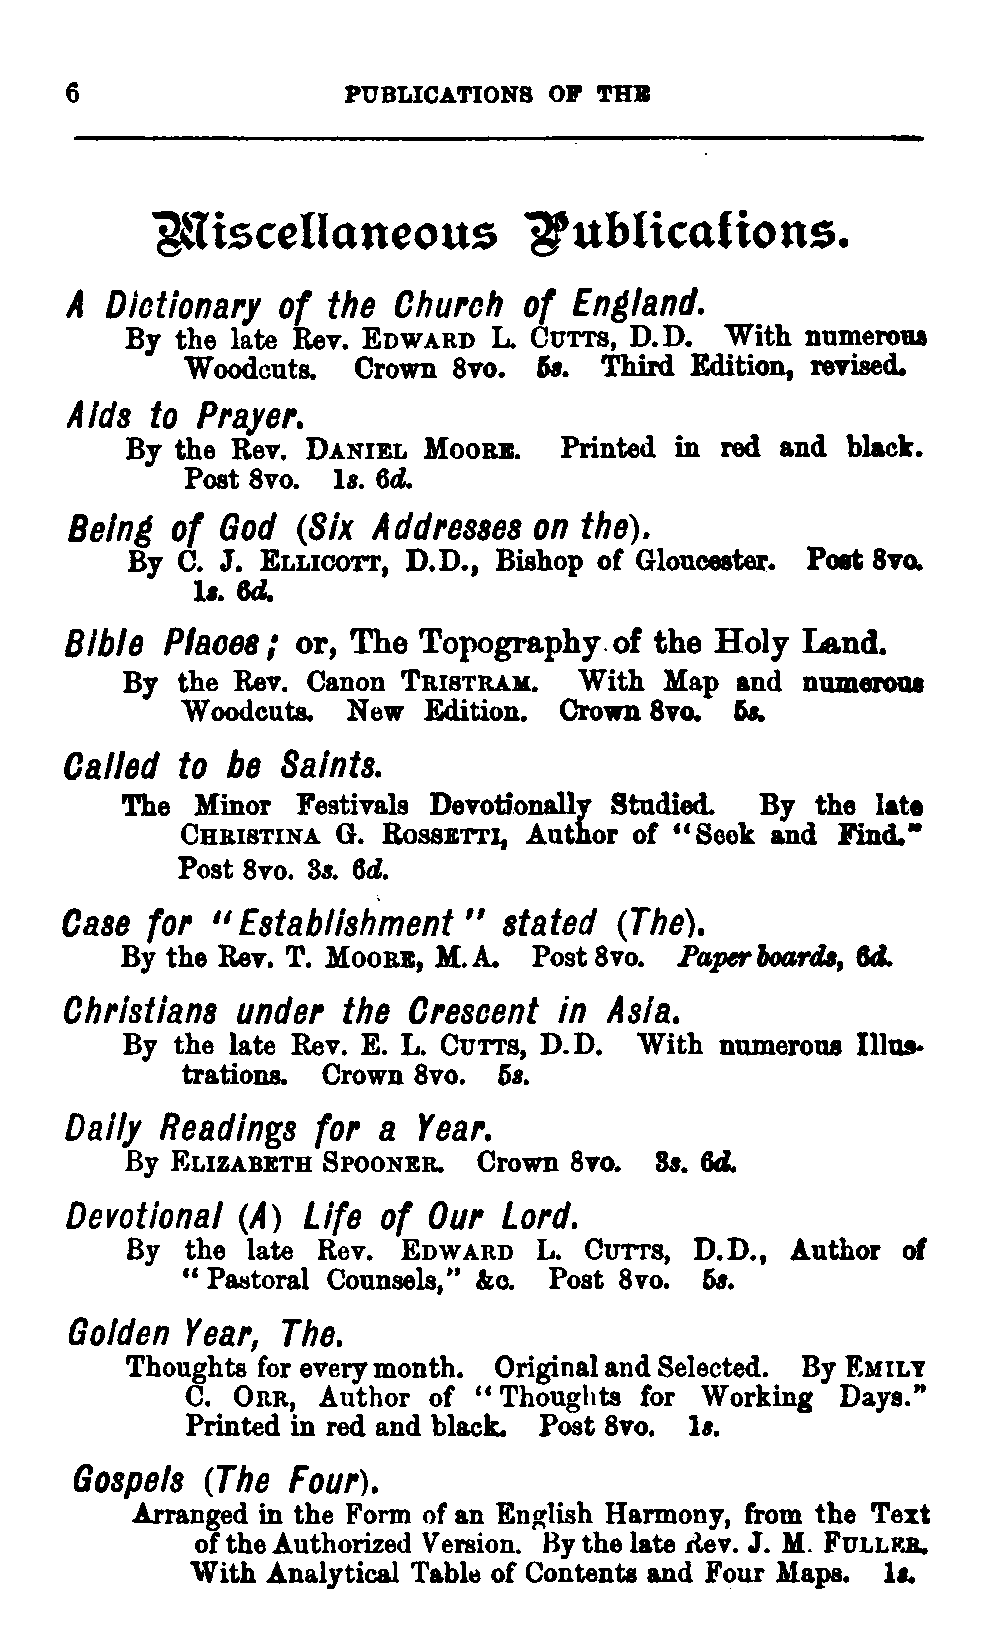 6 PUBLICATIONS OF THE
Miscellaneous Publications.
A Dictionary of the Church of England.
By the late Rev. EDWARD L. CUTTS, D.D. With numerous
Woodcuts. Crown 8vo. 5s. Third Edition, revised.
Aids to Prayer.
By the Rev. DANIEL MOORE. Printed in red and black.
Post 8vo. 1s. 6d.
Being of God (Six Addresses on the).
By C. J. ELLICOTT, D.D., Bishop of Gloucester. Post 8vo.
1s. 6d.
Bible Places; or, The Topography of the Holy Land.
By the Rev. Canon TRISTRAM. With Map and numerous
Woodcuts. New Edition. Crown 8vo. 5s.
Called to be Saints.
The Minor Festivals Devotionally Studied. By the late
CHRISTINA G. ROSSETTI, Author of "Seek and Find."
Post 8vo. 3s. 6d.
Case for "Establishment" stated (The).
By the Rev. T. MOORE, M.A. Post 8vo. Paper boards, 6d.
Christians under the Crescent in Asia.
By the late Rev. E. L. CUTTS, D.D. With numerous Illus-
trations. Crown 8vo. 5s.
Daily Readings for a Year.
By ELIZABETH SPOONER. Crown 8vo. 3s. 6d.
Devotional (A) Life of Our Lord.
By the late Rev. EDWARD L. CUTTS, D.D., Author of
"Pastoral Counsels," &c. Post 8vo. 5s.
Golden Year, The.
Thoughts for every month. Original and Selected. By EMILY
C. ORR, Author of "Thoughts for Working Days."
Printed in red and black. Post 8vo. 1s.
Gospels (The Four).
Arranged in the Form of an English Harmony, from the Text
of the Authorized Version. By the late Rev. J. M. FULLER.
With Analytical Table of Contents and Four Maps. 1s.